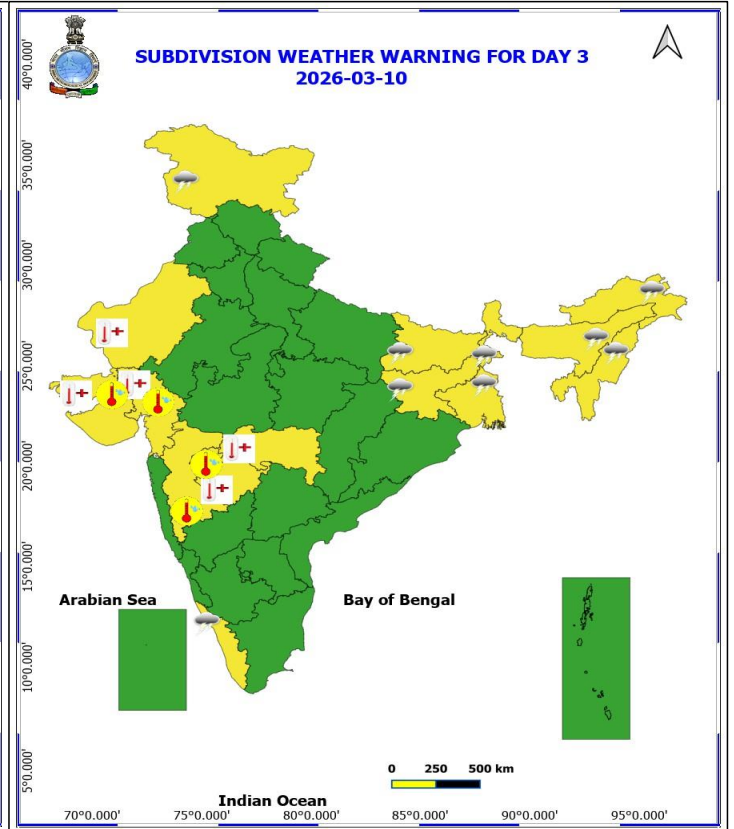 SUBDIVISION WEATHER WARNING FOR DAY 3
2026-03-10
40°0.000'
35°0.000'
30°0.000'
25°0.000'
20°0.000'
15°0.000'
10°0.000'
5°0.000'
Arabian Sea
Bay of Bengal
0 250 500 km
Indian Ocean
70°0.000' 75°0.000' 80°0.000' 85°0.000' 90°0.000' 95°0.000'